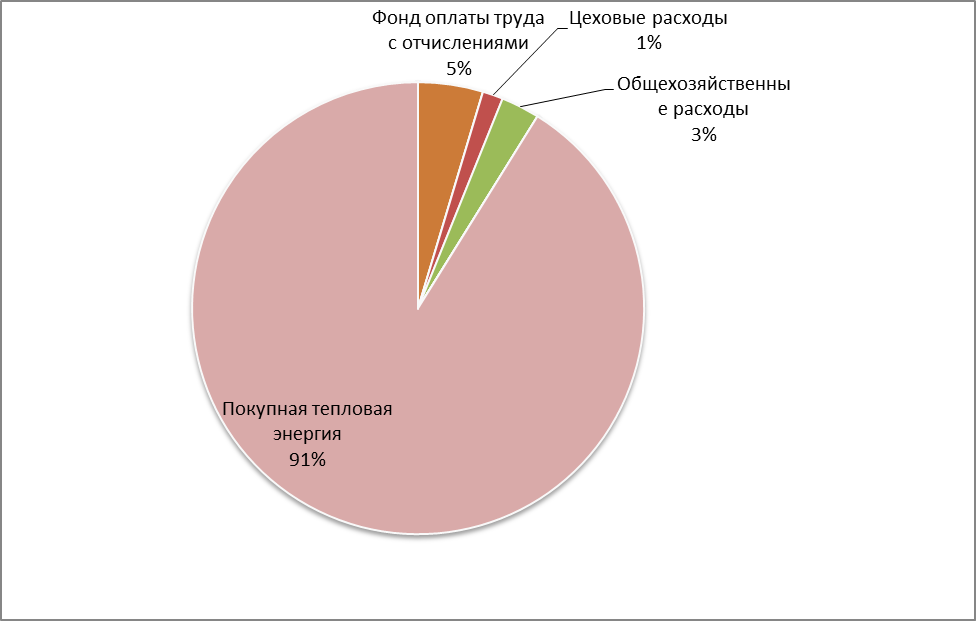 Фонд оплаты труда
с отчислениями
5%
Цеховые расходы
1%
Общехозяйственны
е расходы
3%
Покупная тепловая
энергия
91%